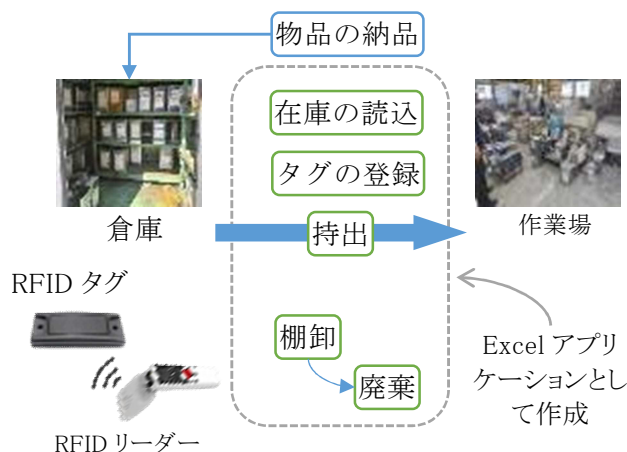 物品の納品
在庫の読込
タグの登録
倉庫
持出
作業場
RFID タグ
棚卸
廃棄
Excel アプリ
ケーションとし
て作成
RFID リーダー